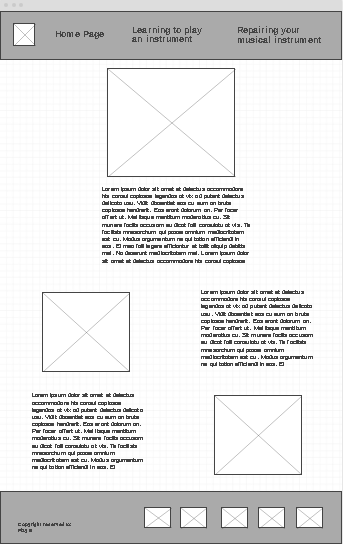 Home Page
Learning to play
an instrument
Repairing your
musical instrument
Lorem ipsum dolor sit amet at delectus accommodare
his consul copiosae legendos at vix ad putent delectus
delicata usu. Vidit dissentiet eos cu eum an brute
copiosae hendrerit. Eos erant dolorum an. Per facer
affert ut. Mei iisque mentitum moderatius cu. Sit
munere facilis accusam eu dicat falli consulatu at vis. Te
facilisis mnesarchum qui posse omnium mediocritatem
est cu. Modus argumentum ne qui tation efficiendi in
eos. Ei mea falli legere efficiantur et tollit aliquip debitis
mei. No deserunt mediocritatem mel. Lorem ipsum dolor
sit amet at delectus accommodare his consul copiosae
Lorem ipsum dolor sit amet at delectus
accommodare his consul copiosae
legendos at vix ad putent delectus delicata
usu. Vidit dissentiet eos cu eum an brute
copiosae hendrerit. Eos erant dolorum an.
Per facer affert ut. Mei iisque mentitum
moderatius cu. Sit munere facilis accusam
eu dicat falli consulatu at vis. Te facilisis
mnesarchum qui posse omnium
mediocritatem est cu. Modus argumentum
ne qui tation efficiendi in eos. Ei
Lorem ipsum dolor sit amet at delectus
accommodare his consul copiosae
legendos at vix ad putent delectus delicata
usu. Vidit dissentiet eos cu eum an brute
copiosae hendrerit. Eos erant dolorum an.
Per facer affert ut. Mei iisque mentitum
moderatius cu. Sit munere facilis accusam
eu dicat falli consulatu at vis. Te facilisis
mnesarchum qui posse omnium
mediocritatem est cu. Modus argumentum
ne qui tation efficiendi in eos. Ei
Copyright reserved to: